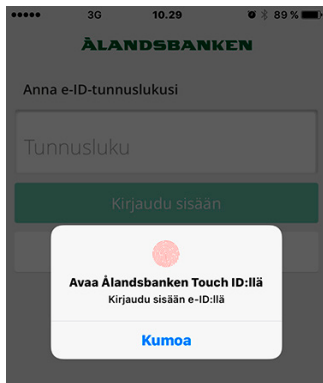 3G 10.29 89 %
ÅLANDSBANKEN
Anna e-ID-tunnuslukusi
Tunnusluku
Kirjaudu sisään
Avaa Ålandsbanken Touch ID:llä
Kirjaudu sisään e-ID:llä
Kumoa